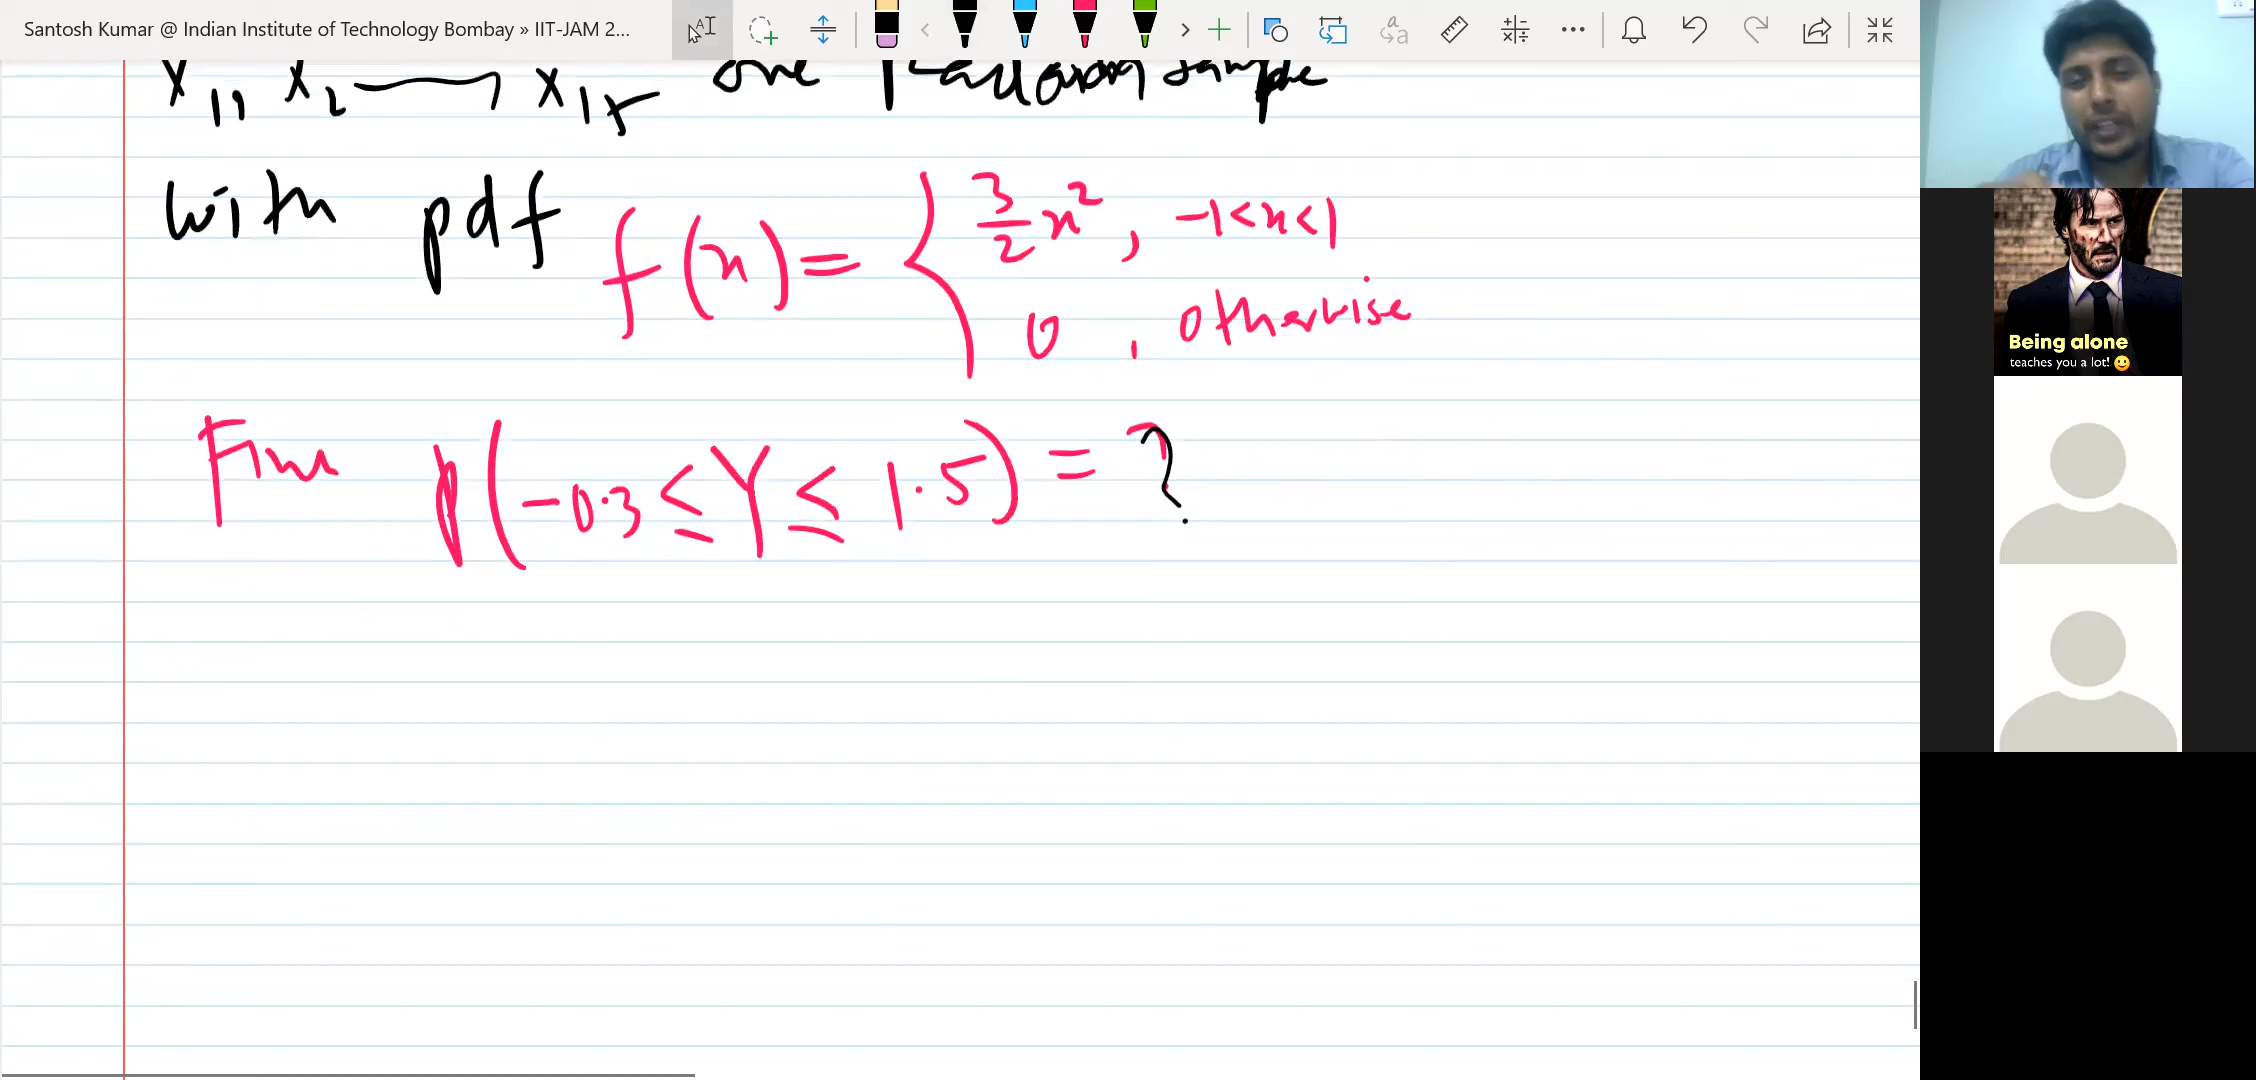 Santosh Kumar @ Indian Institute of Technology Bombay » IIT-JAM 2...
X₁, X₂ — X₁₅ are random sample
with pdf f(x) = { 3/2 x², -1<x<1
0, otherwise
Find P(-0.3 ≤ Y ≤ 1.5) = ?
Being alone
teaches you a lot! 🙂